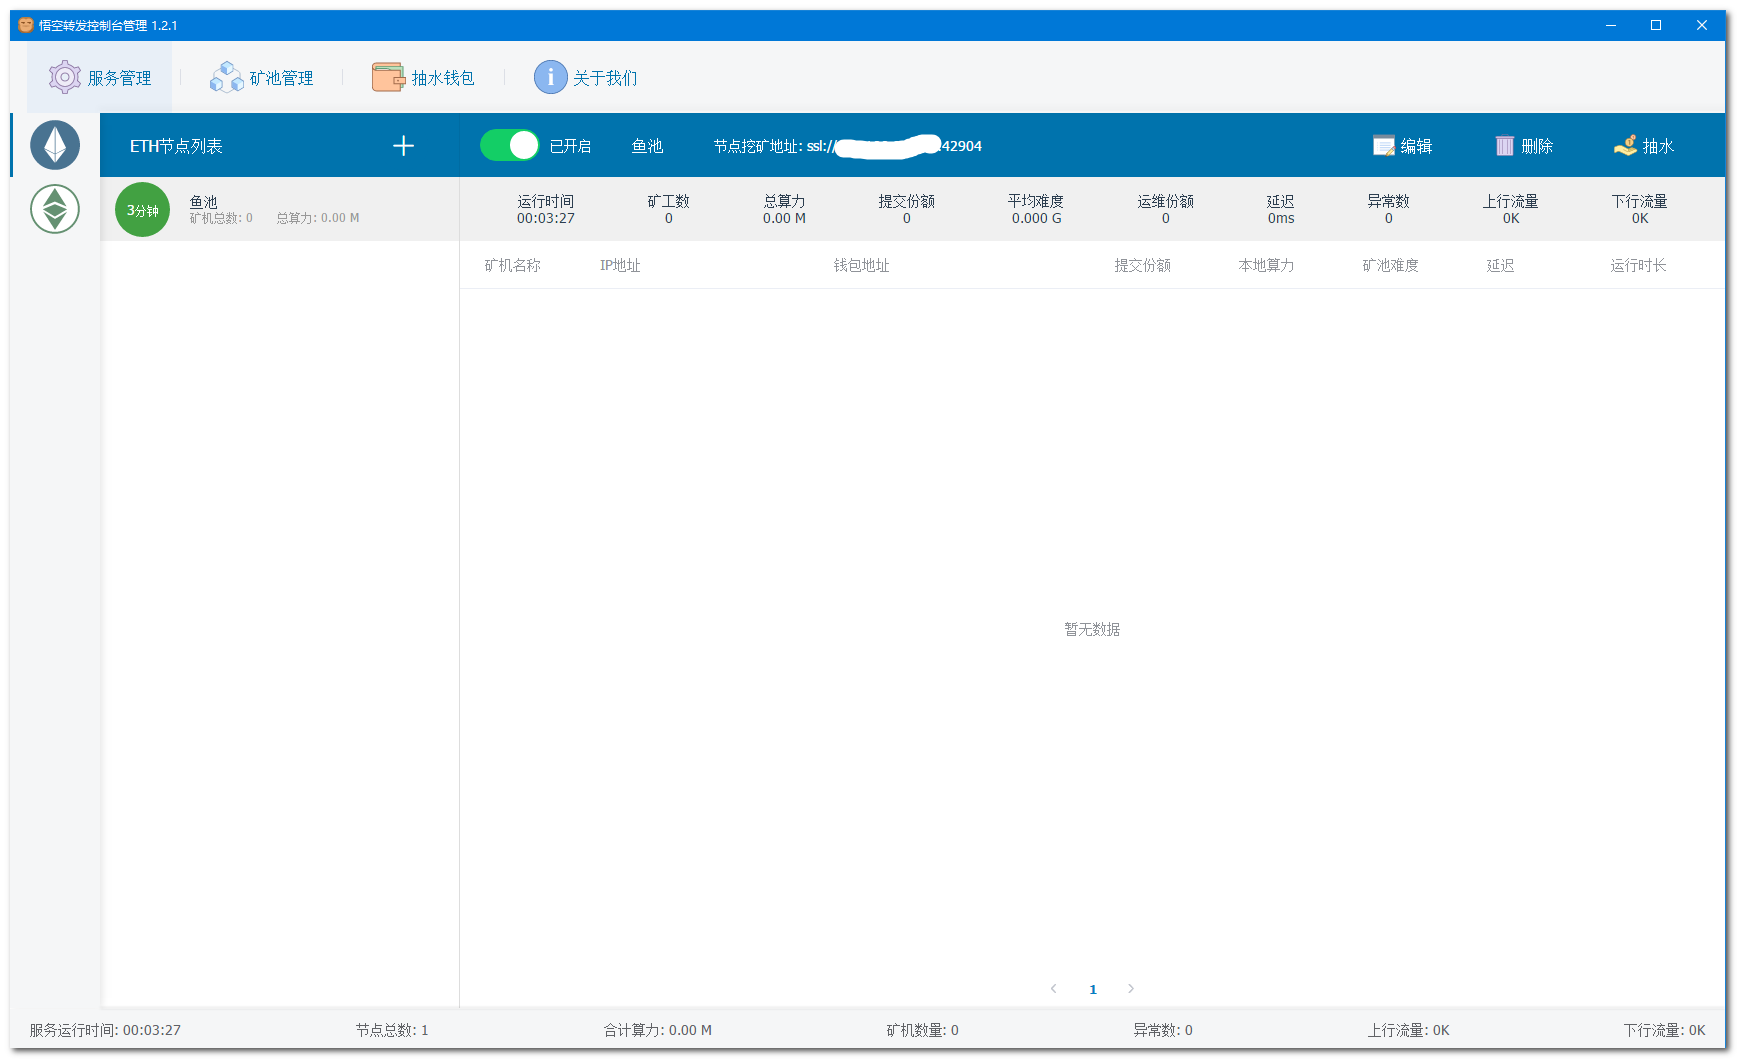 悟空转发控制台管理 1.2.1
服务管理
矿池管理
抽水钱包
关于我们
ETH节点列表
已开启
鱼池
节点挖矿地址: ssl://
:42904
编辑
删除
抽水
3分钟
鱼池
矿机总数: 0 总算力: 0.00 M
运行时间 矿工数 总算力 提交份额 平均难度 运维份额 延迟 异常数 上行流量 下行流量
00:03:27 0 0.00 M 0 0.000 G 0 0ms 0 0K 0K
矿机名称 IP地址 钱包地址 提交份额 本地算力 矿池难度 延迟 运行时长
暂无数据
1
服务运行时间: 00:03:27 节点总数: 1 合计算力: 0.00 M 矿机数量: 0 异常数: 0 上行流量: 0K 下行流量: 0K